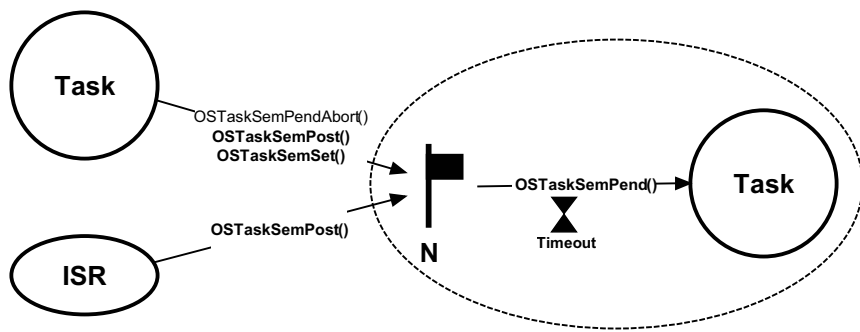 Task
OSTaskSemPendAbort()
OSTaskSemPost()
OSTaskSemSet()
OSTaskSemPost()
ISR
N
OSTaskSemPend()
Timeout
Task